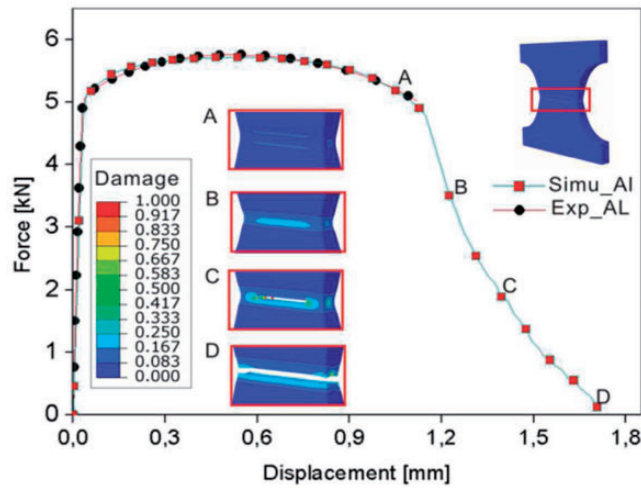 6
5
4
3
2
1
0
Force [kN]
0,0
0,3
0,6
0,9
1,2
1,5
1,8
Displacement [mm]
Damage
1.000
0.917
0.833
0.750
0.667
0.583
0.500
0.417
0.333
0.250
0.167
0.083
0.000
A
B
C
D
A
B
C
D
Simu_Al
Exp_AL